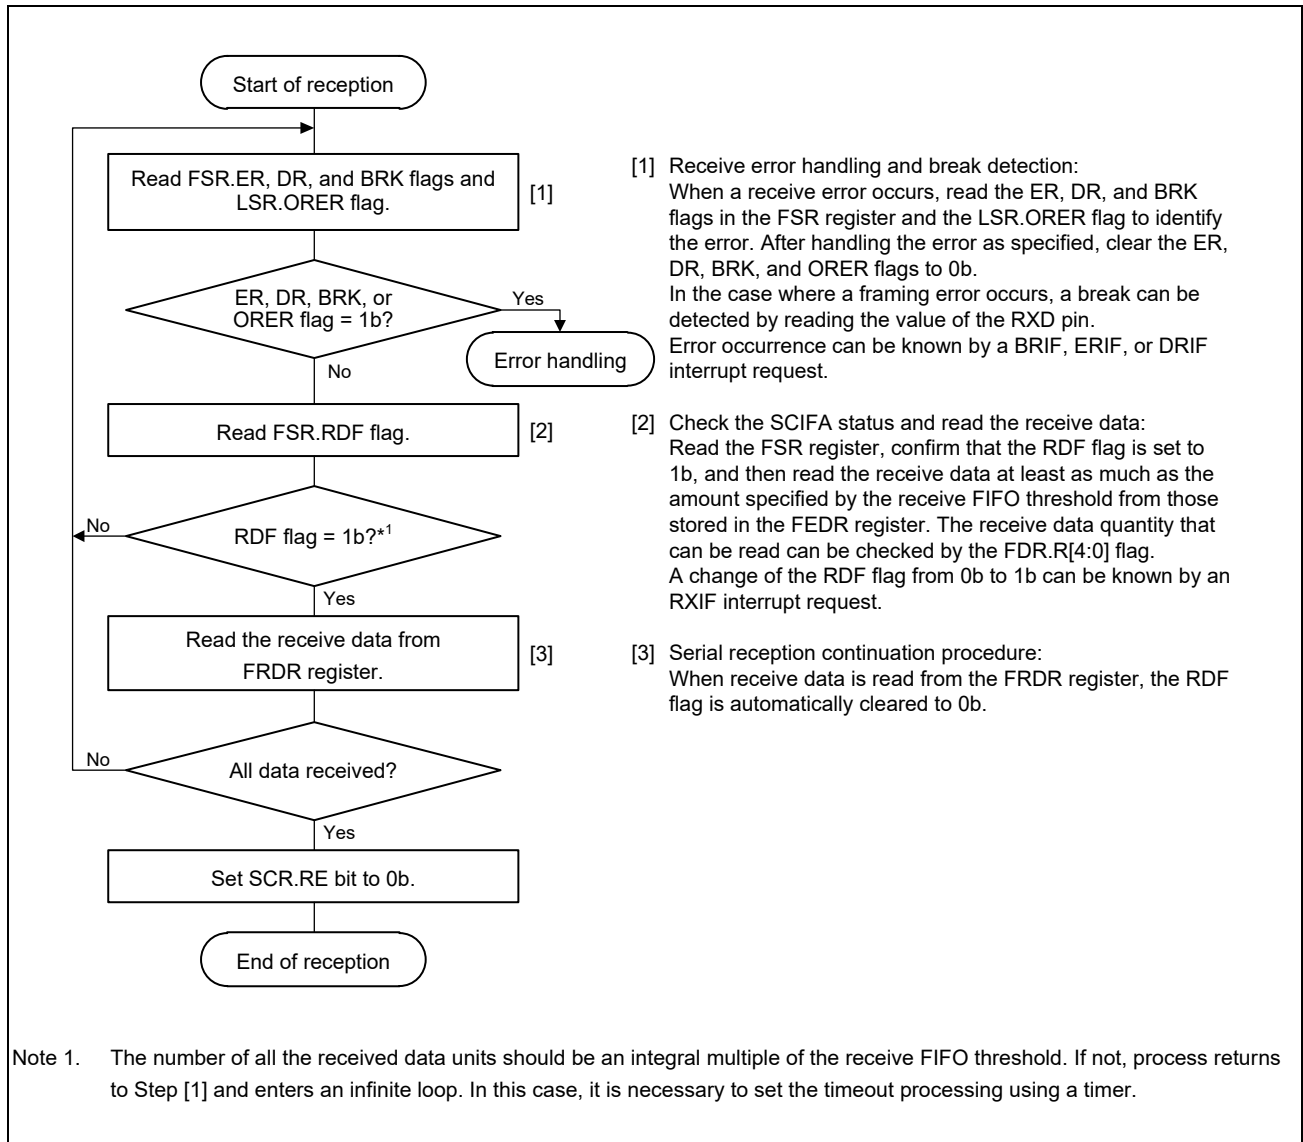 Start of reception
Read FSR.ER, DR, and BRK flags and
LSR.ORER flag.
[1]
ER, DR, BRK, or
ORER flag = 1b?
Yes
Error handling
No
Read FSR.RDF flag.
[2]
No
RDF flag = 1b?*1
Yes
Read the receive data from
FRDR register.
[3]
No
All data received?
Yes
Set SCR.RE bit to 0b.
End of reception
[1] Receive error handling and break detection:
When a receive error occurs, read the ER, DR, and BRK
flags in the FSR register and the LSR.ORER flag to identify
the error. After handling the error as specified, clear the ER,
DR, BRK, and ORER flags to 0b.
In the case where a framing error occurs, a break can be
detected by reading the value of the RXD pin.
Error occurrence can be known by a BRIF, ERIF, or DRIF
interrupt request.
[2] Check the SCIFA status and read the receive data:
Read the FSR register, confirm that the RDF flag is set to
1b, and then read the receive data at least as much as the
amount specified by the receive FIFO threshold from those
stored in the FEDR register. The receive data quantity that
can be read can be checked by the FDR.R[4:0] flag.
A change of the RDF flag from 0b to 1b can be known by an
RXIF interrupt request.
[3] Serial reception continuation procedure:
When receive data is read from the FRDR register, the RDF
flag is automatically cleared to 0b.
Note 1. The number of all the received data units should be an integral multiple of the receive FIFO threshold. If not, process returns
to Step [1] and enters an infinite loop. In this case, it is necessary to set the timeout processing using a timer.